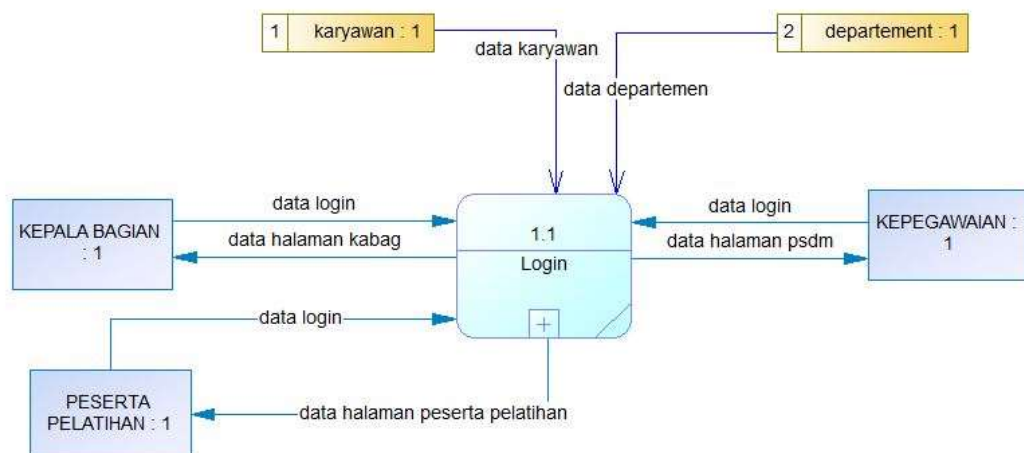 1 karyawan : 1
2 departement : 1
data karyawan
data departemen
data login
data login
KEPALA BAGIAN
: 1
KEPEGAWAIAN :
1
data halaman kabag
1.1
data halaman psdm
Login
data login
+
PESERTA
PELATIHAN : 1
data halaman peserta pelatihan